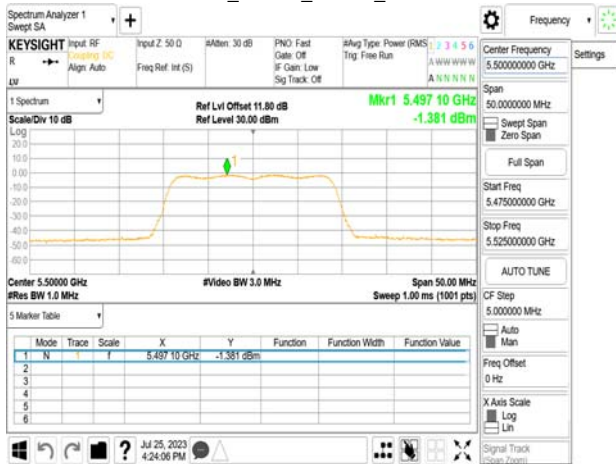 Spectrum Analyzer 1
Swept SA
Frequency
KEYSIGHT Input: RF Input Z: 50 Ω #Atten: 30 dB PNO: Fast #Avg Type: Power (RMS 1 2 3 4 5 6
R Coupling: DC Gate: Off Trig: Free Run
Align: Auto Freq Ref: Int (S) IF Gain: Low A W W W W W
LV Sig Track: Off A N N N N N
1 Spectrum
Ref Lvl Offset 11.80 dB Mkr1 5.497 10 GHz
Scale/Div 10 dB Ref Level 30.00 dBm -1.381 dBm
Log
20.0
10.0
0.00
-10.0
-20.0
-30.0
-40.0
-50.0
-60.0
1
Center 5.50000 GHz #Video BW 3.0 MHz Span 50.00 MHz
#Res BW 1.0 MHz Sweep 1.00 ms (1001 pts)
5 Marker Table
Mode Trace Scale X Y Function Function Width Function Value
1 N 1 f 5.497 10 GHz -1.381 dBm
2
3
4
5
6
Jul 25, 2023
4:24:06 PM
Center Frequency
5.500000000 GHz
Settings
Span
50.0000000 MHz
Swept Span
Zero Span
Full Span
Start Freq
5.475000000 GHz
Stop Freq
5.525000000 GHz
AUTO TUNE
CF Step
5.000000 MHz
Auto
Man
Freq Offset
0 Hz
X Axis Scale
Log
Lin
Signal Track
(Span Zoom)